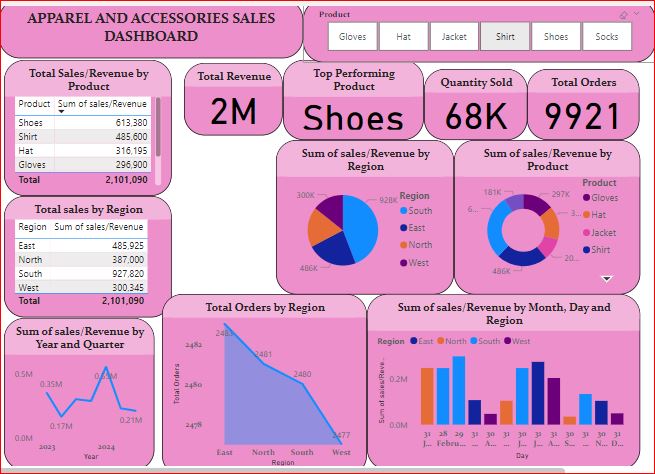 APPAREL AND ACCESSORIES SALES
DASHBOARD
Product
Gloves Hat Jacket Shirt Shoes Socks
Total Sales/Revenue by
Product
Product Sum of sales/Revenue
Shoes 613,380
Shirt 485,600
Hat 316,195
Gloves 296,900
Total 2,101,090
Total Revenue
2M
Top Performing
Product
Shoes
Quantity Sold
68K
Total Orders
9921
Total sales by Region
Region Sum of sales/Revenue
East 485,925
North 387,000
South 927,820
West 300,345
Total 2,101,090
Sum of sales/Revenue by
Region
300K
928K
486K
Region
South
East
North
West
Sum of sales/Revenue by
Product
181K
297K
6...
3...
20...
486K
Product
Gloves
Hat
Jacket
Shirt
Sum of sales/Revenue by
Year and Quarter
0.5M
0.0M
0.35M
0.17M
0.59M
0.21M
2023 2024
Year
Total Orders by Region
Total Orders
2482
2480
2478
2483
2481
2480
2477
East North South West
Region
Sum of sales/Revenue by Month, Day and
Region
Region East North South West
Sum of sales/Reve...
0.2M
0.0M
31 28 29 31 30 31 30 31 31 30 31 30 31
J... Febru... M... A... M... J... J... A... S... O... N... D...
Day